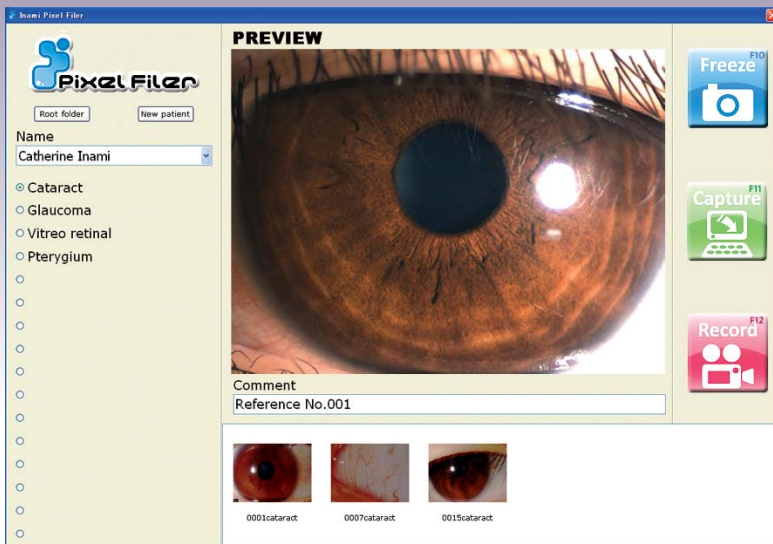 Inami Pixel Filer
Pixel Filer
Root folder
New patient
Name
Catherine Inami
Cataract
Glaucoma
Vitreo retinal
Pterygium
PREVIEW
Comment
Reference No.001
0001cataract
0007cataract
0015cataract
F10
Freeze
F11
Capture
F12
Record